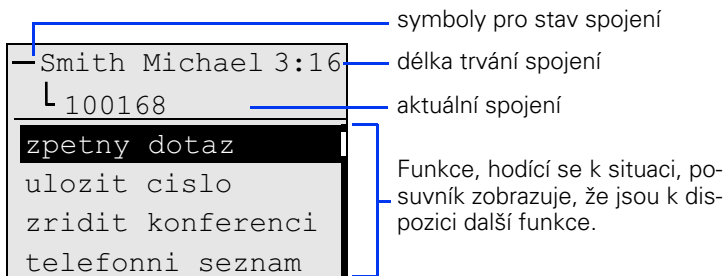 symboly pro stav spojení
Smith Michael 3:16
délka trvání spojení
100168
aktuální spojení
zpetny dotaz
ulozit cislo
zridit konferenci
telefonni seznam
Funkce, hodící se k situaci, po-
suvník zobrazuje, že jsou k dis-
pozici další funkce.